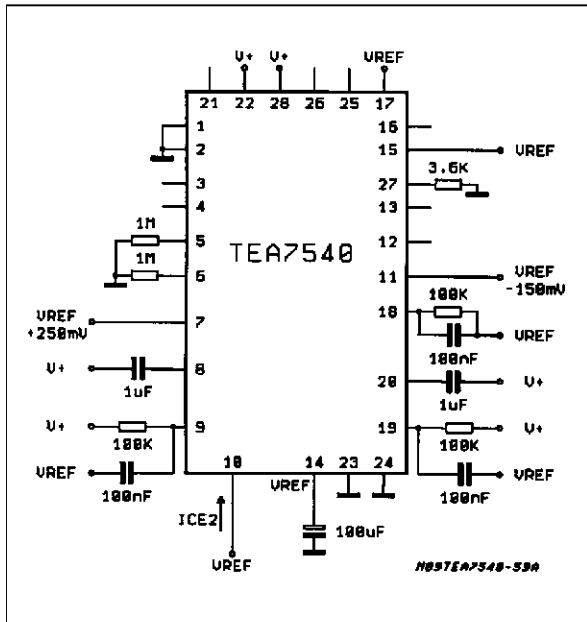 V+ V+ VREF
21 22 28 26 25 17
1 16
2 15 VREF
3 27 3.6K
4 13
1M
5 12
1M
6 TEA7540 11 VREF
-150mV
VREF
+250mV 7
18 100K
VREF
100nF
V+ 8
1uF
20 V+
1uF
V+ 9
100K
19 V+
100K
VREF
100nF
VREF
100nF
10 14 23 24
VREF
ICE2
100uF
VREF
M89TEA7540-59A